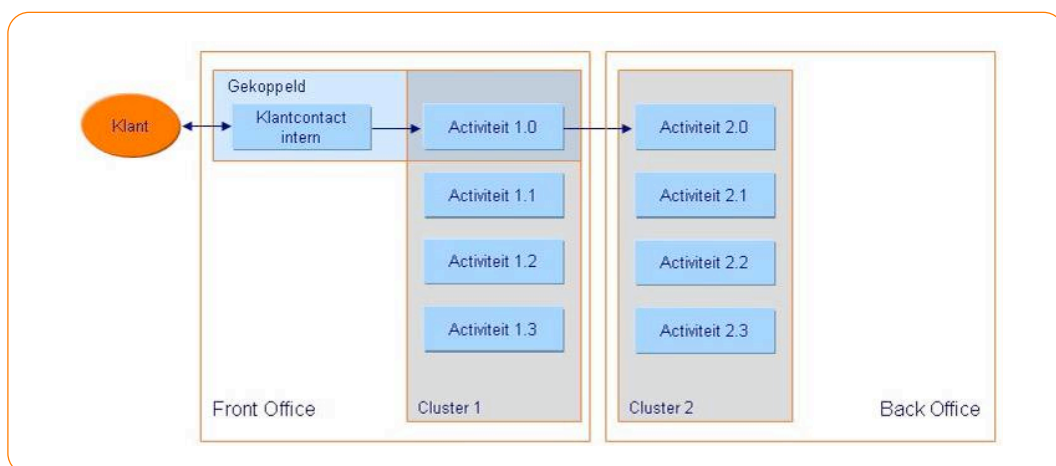 Gekoppeld
Klant
Klantcontact
intern
Activiteit 1.0
Activiteit 2.0
Activiteit 1.1
Activiteit 2.1
Activiteit 1.2
Activiteit 2.2
Activiteit 1.3
Activiteit 2.3
Front Office
Cluster 1
Cluster 2
Back Office